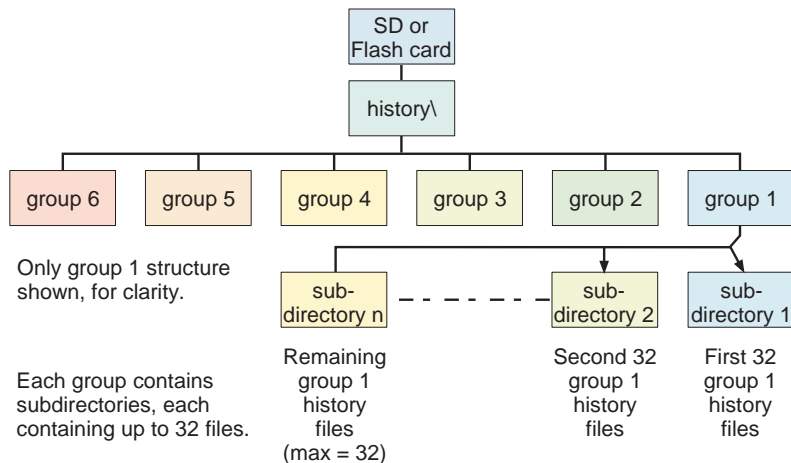 SD or
Flash card
history\
group 6
group 5
group 4
group 3
group 2
group 1
Only group 1 structure
shown, for clarity.
sub-
directory n
sub-
directory 2
sub-
directory 1
Each group contains
subdirectories, each
containing up to 32 files.
Remaining
group 1
history
files
(max = 32)
Second 32
group 1
history
files
First 32
group 1
history
files